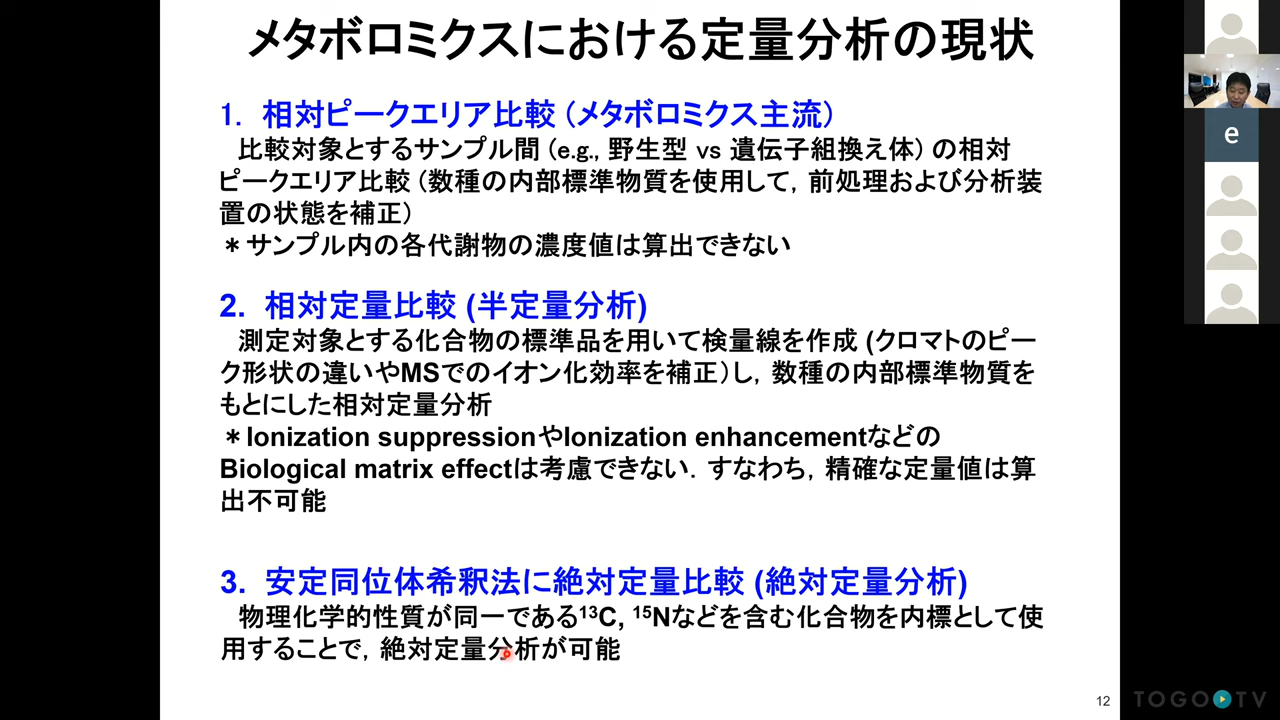 メタボロミクスにおける定量分析の現状
1. 相対ピークエリア比較 (メタボロミクス主流)
比較対象とするサンプル間 (e.g., 野生型 vs 遺伝子組換え体) の相対
ピークエリア比較 (数種の内部標準物質を使用して, 前処理および分析装
置の状態を補正)
＊サンプル内の各代謝物の濃度値は算出できない
2. 相対定量比較 (半定量分析)
測定対象とする化合物の標準品を用いて検量線を作成 (クロマトのピー
ク形状の違いやMSでのイオン化効率を補正)し, 数種の内部標準物質を
もとにした相対定量分析
＊Ionization suppressionやIonization enhancementなどの
Biological matrix effectは考慮できない. すなわち, 精確な定量値は算
出不可能
3. 安定同位体希釈法に絶対定量比較 (絶対定量分析)
物理化学的性質が同一である¹³C, ¹⁵Nなどを含む化合物を内標として使
用することで, 絶対定量分析が可能
12
e
TOGO TV